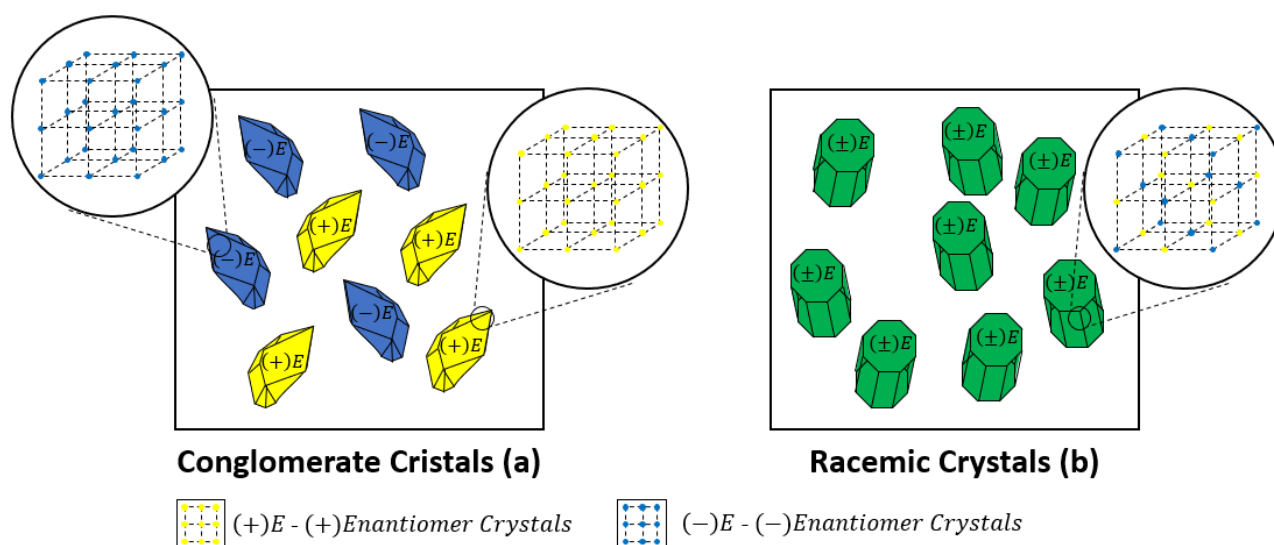 (−)E
(−)E
(+)E
(+)E
(−)E
(−)E
(+)E
(+)E
(±)E
(±)E
(±)E
(±)E
(±)E
(±)E
(±)E
(±)E
Conglomerate Cristals (a)
Racemic Crystals (b)
(+)E - (+)Enantiomer Crystals
(−)E - (−)Enantiomer Crystals